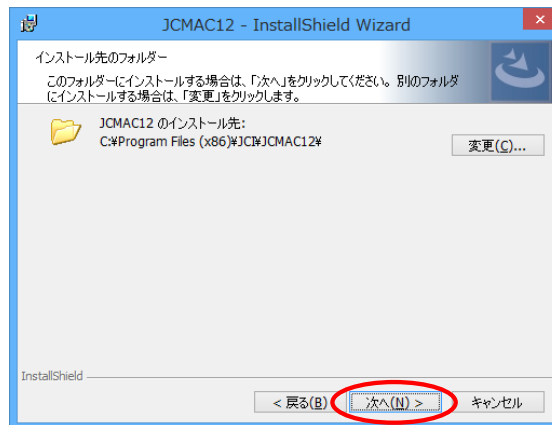 JCMAC12 - InstallShield Wizard
インストール先のフォルダー
このフォルダーにインストールする場合は、「次へ」をクリックしてください。別のフォルダ
にインストールする場合は、「変更」をクリックします。
JCMAC12 のインストール先:
C:¥Program Files (x86)¥JCI¥JCMAC12¥
変更(C)...
InstallShield
< 戻る(B)
次へ(N) >
キャンセル